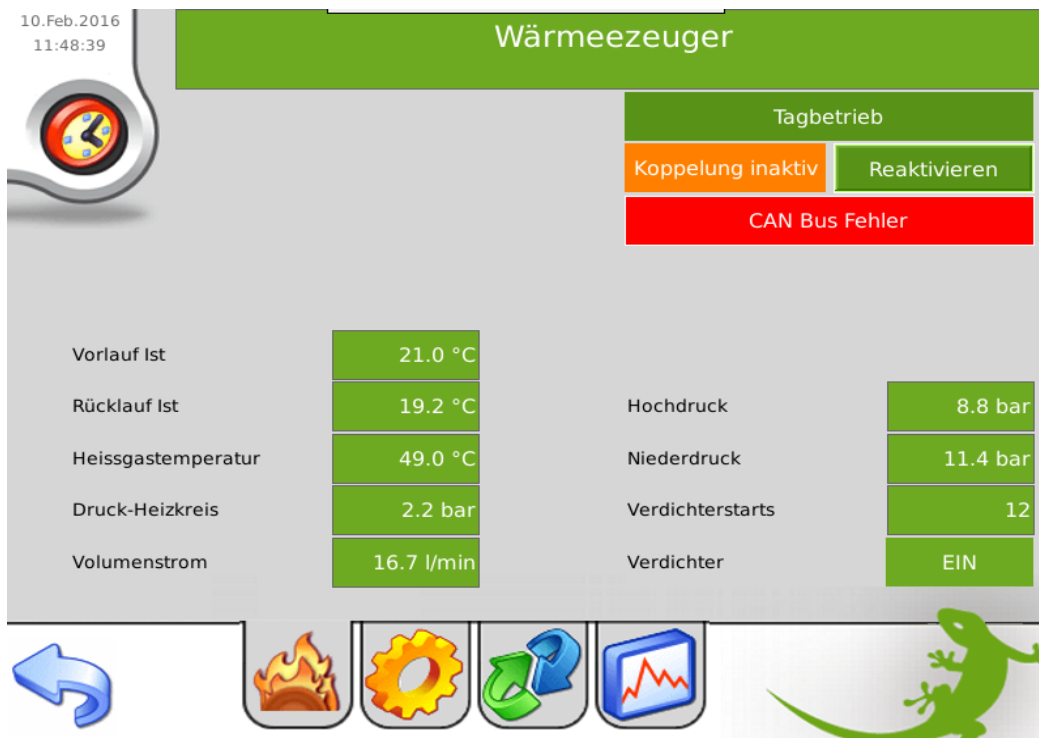 10.Feb.2016
11:48:39
Wärmeezeuger
Tagbetrieb
Koppelung inaktiv
Reaktivieren
CAN Bus Fehler
Vorlauf Ist 21.0 °C
Rücklauf Ist 19.2 °C
Hochdruck 8.8 bar
Heissgastemperatur 49.0 °C
Niederdruck 11.4 bar
Druck-Heizkreis 2.2 bar
Verdichterstarts 12
Volumenstrom 16.7 l/min
Verdichter EIN